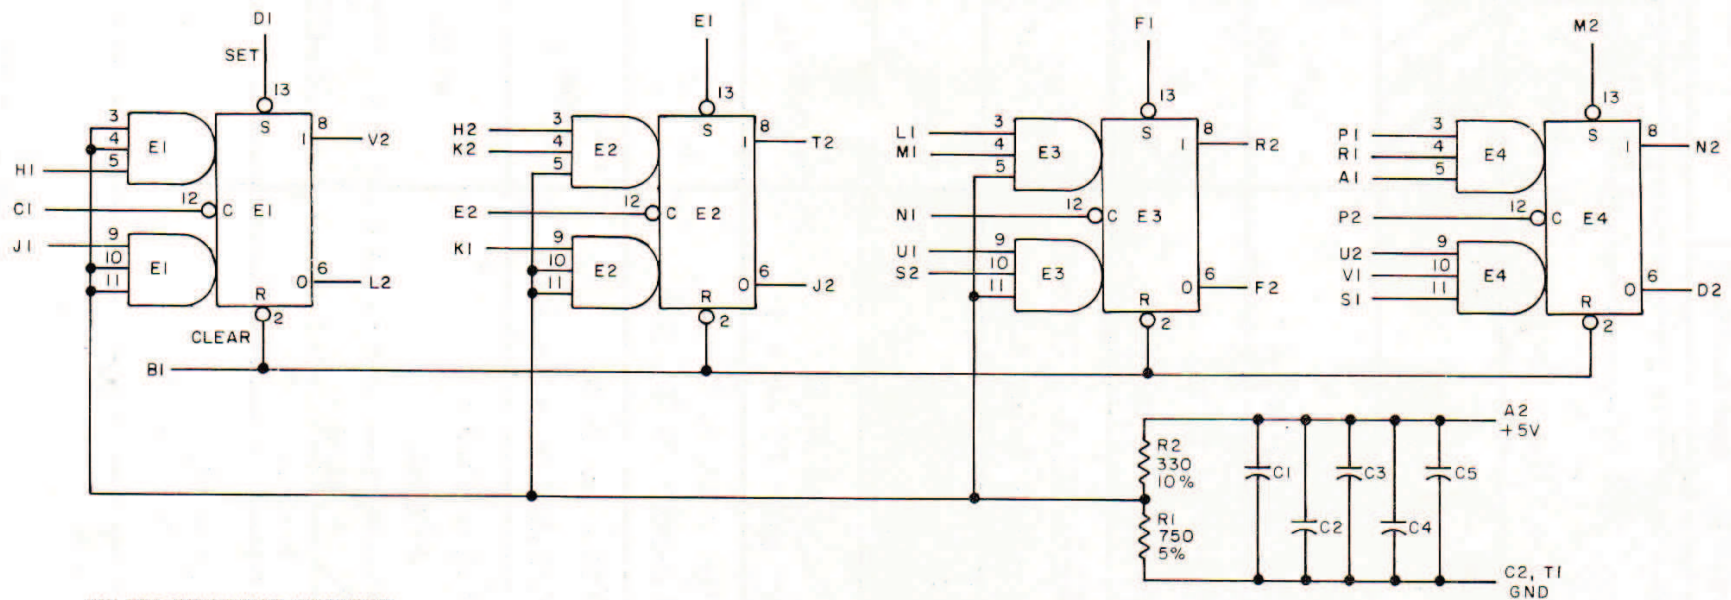 D1
SET
13
3
4
5
E1
S
8
1
V2
H1
C1
12
C
E1
J1
9
10
11
E1
6
0
L2
R
2
CLEAR
B1
E1
13
H2
K2
3
4
5
E2
S
8
1
T2
E2
12
C
E2
K1
9
10
11
E2
6
0
J2
R
2
F1
13
L1
M1
3
4
5
E3
S
8
1
R2
N1
12
C
E3
U1
S2
9
10
11
E3
6
0
F2
R
2
M2
13
P1
R1
A1
3
4
5
E4
S
8
1
N2
P2
12
C
E4
U2
V1
S1
9
10
11
E4
6
0
D2
R
2
A2
+5V
R2
330
10%
C1
C3
C5
R1
750
5%
C2
C4
C2, T1
GND